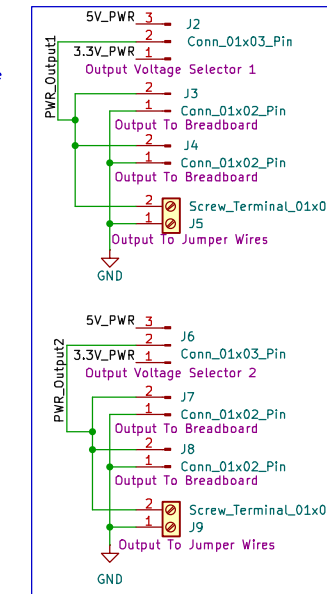 5V_PWR 3 J2
2 Conn_01x03_Pin
3.3V_PWR 1
Output Voltage Selector 1
PWR_Output1
2 J3
1 Conn_01x02_Pin
Output To Breadboard
2 J4
1 Conn_01x02_Pin
Output To Breadboard
2 Screw_Terminal_01x0
1 J5
Output To Jumper Wires
GND
5V_PWR 3
2 J6
3.3V_PWR 1 Conn_01x03_Pin
Output Voltage Selector 2
PWR_Output2
2 J7
1 Conn_01x02_Pin
Output To Breadboard
2 J8
1 Conn_01x02_Pin
Output To Breadboard
2 Screw_Terminal_01x0
1 J9
Output To Jumper Wires
GND